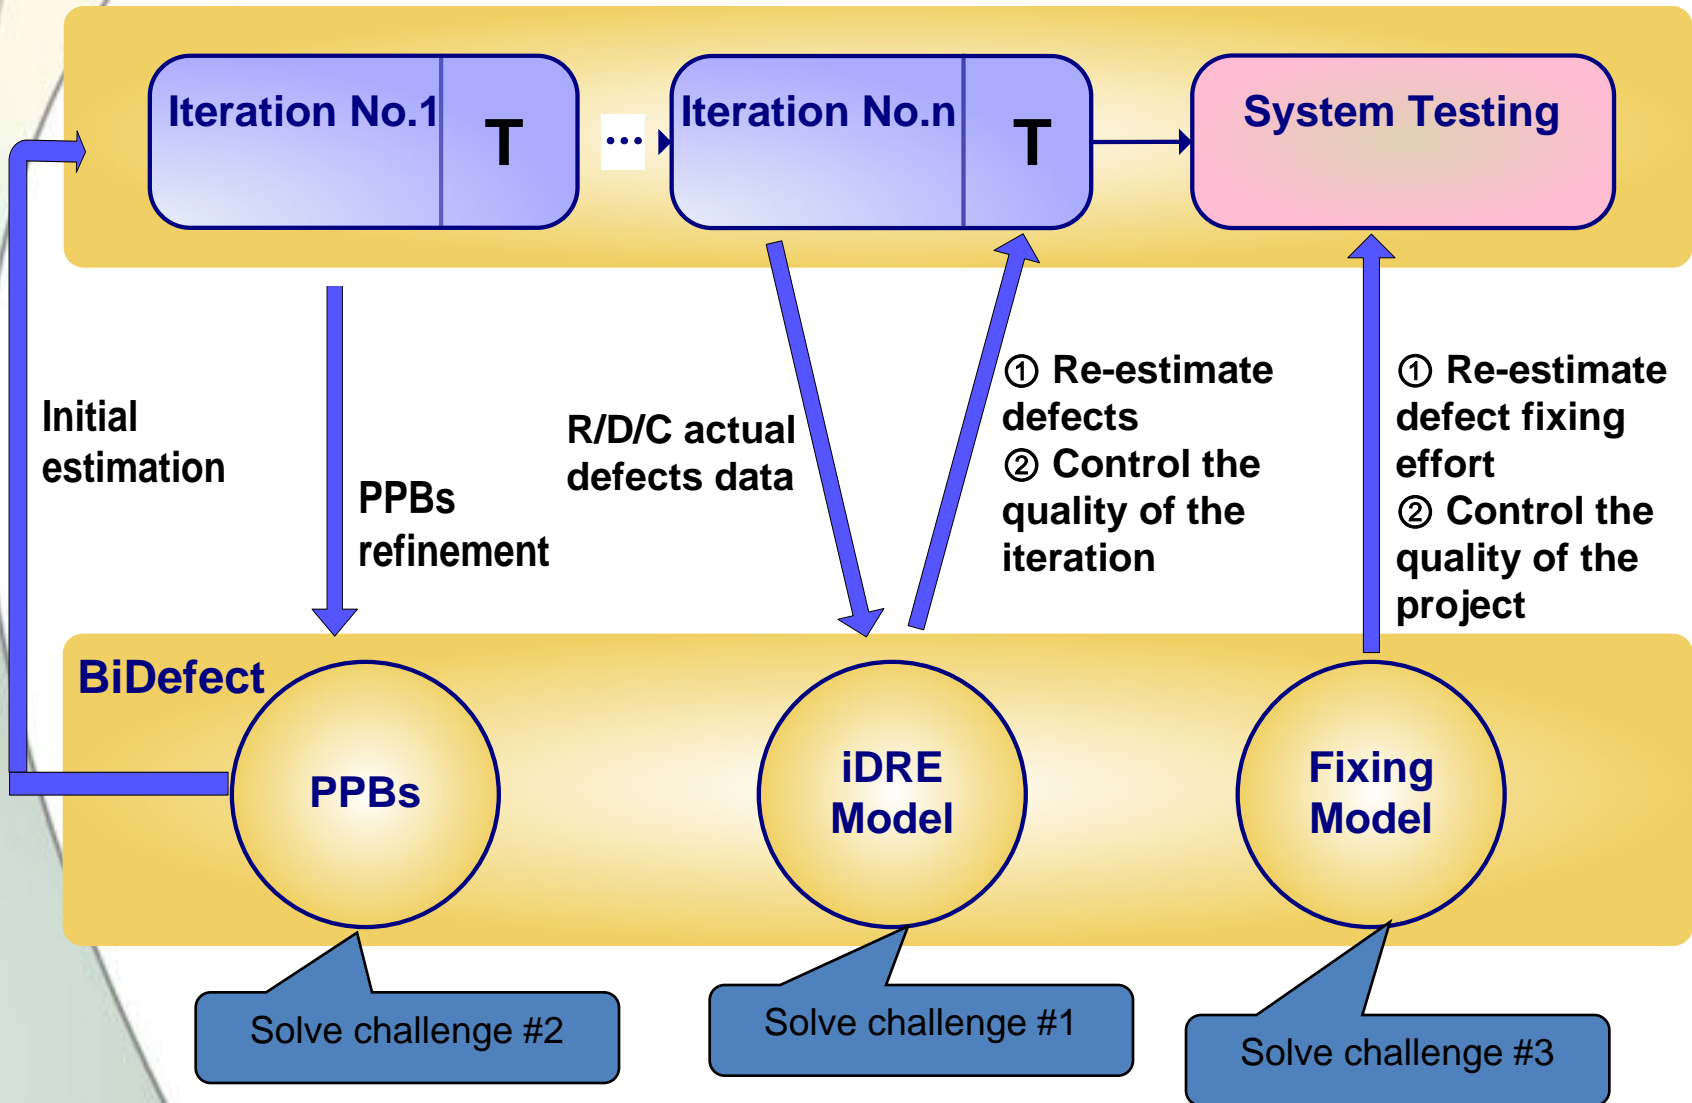 Iteration No.1
T
...
Iteration No.n
T
System Testing
Initial
estimation
PPBs
refinement
R/D/C actual
defects data
① Re-estimate
defects
② Control the
quality of the
iteration
① Re-estimate
defect fixing
effort
② Control the
quality of the
project
BiDefect
PPBs
iDRE
Model
Fixing
Model
Solve challenge #2
Solve challenge #1
Solve challenge #3